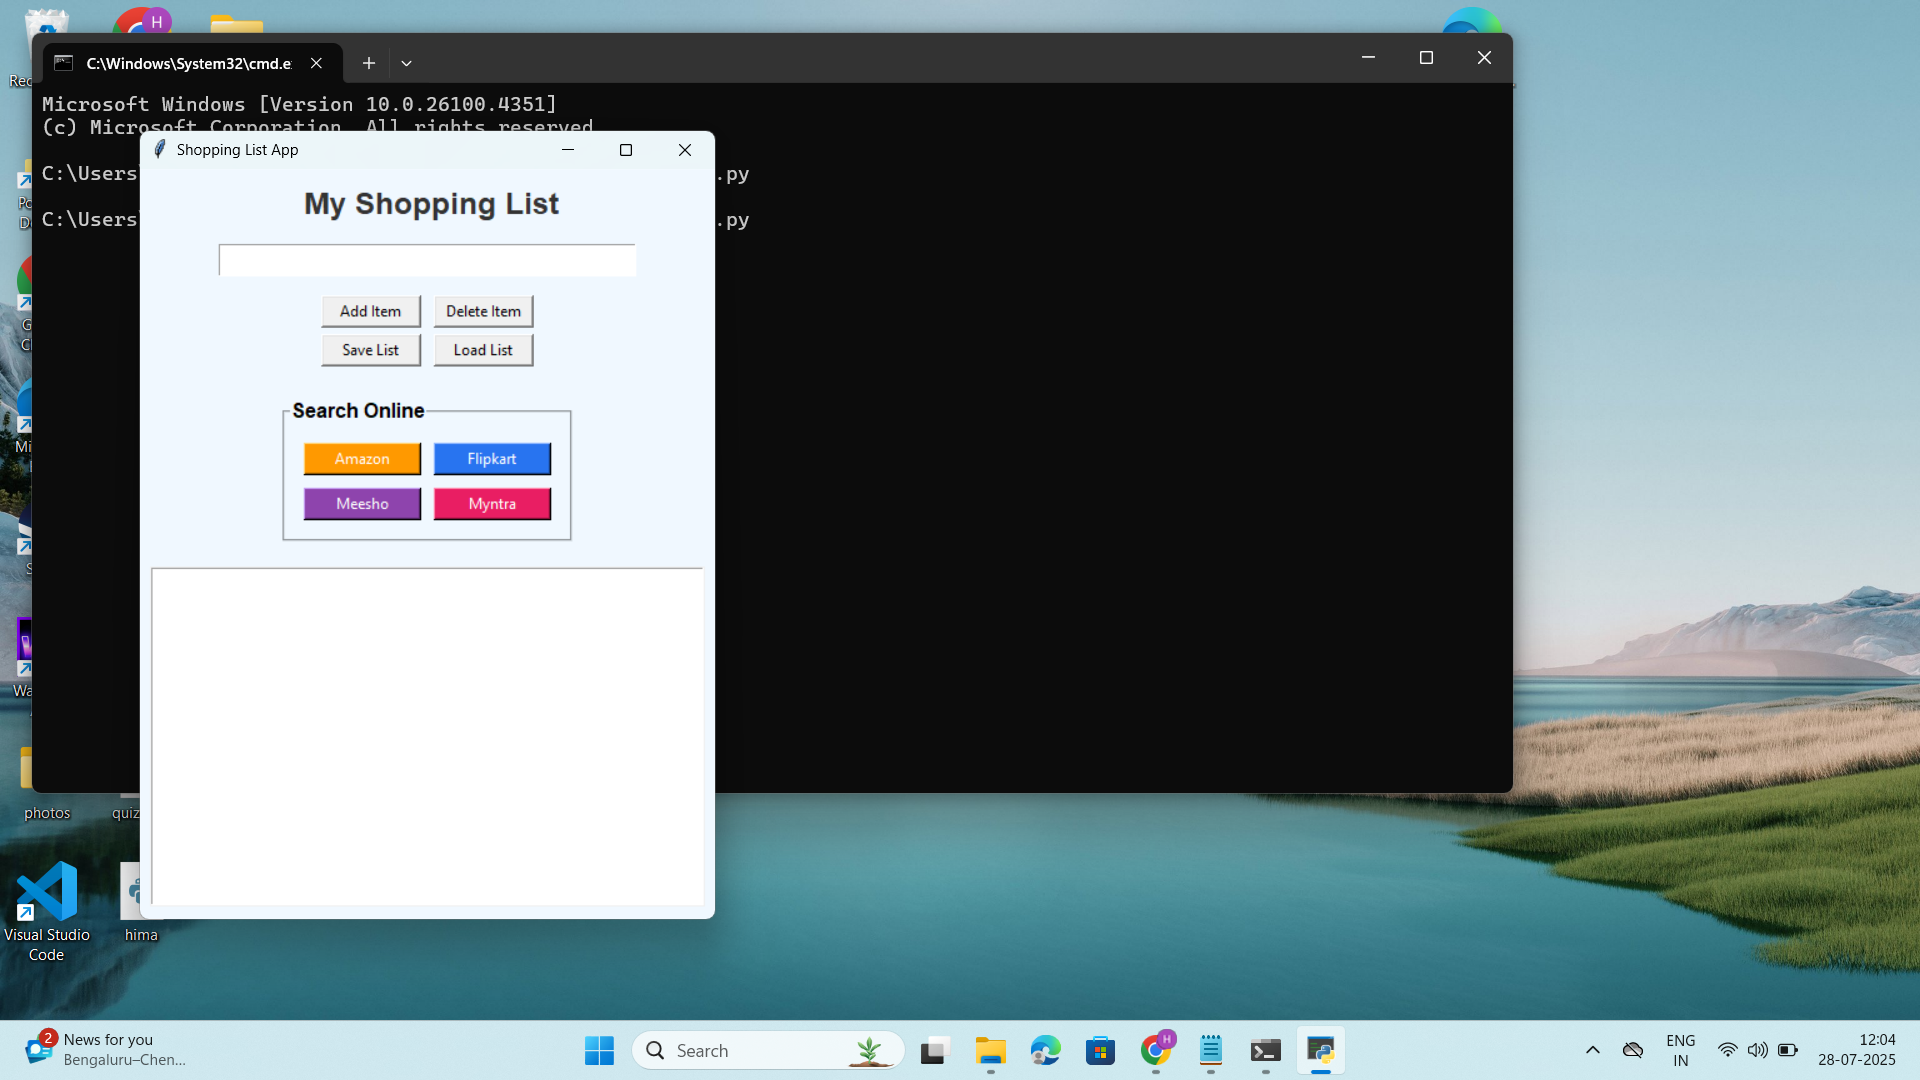 C:\Windows\System32\cmd.e
Microsoft Windows [Version 10.0.26100.4351]
(c) Microsoft Corporation. All rights reserved.
C:\Users\
.py
C:\Users\
.py
Shopping List App
My Shopping List
Add Item
Delete Item
Save List
Load List
Search Online
Amazon
Flipkart
Meesho
Myntra
photos
quiz
Visual Studio
Code
hima
H
2
News for you
Bengaluru–Chen...
Search
H
ENG
IN
12:04
28-07-2025